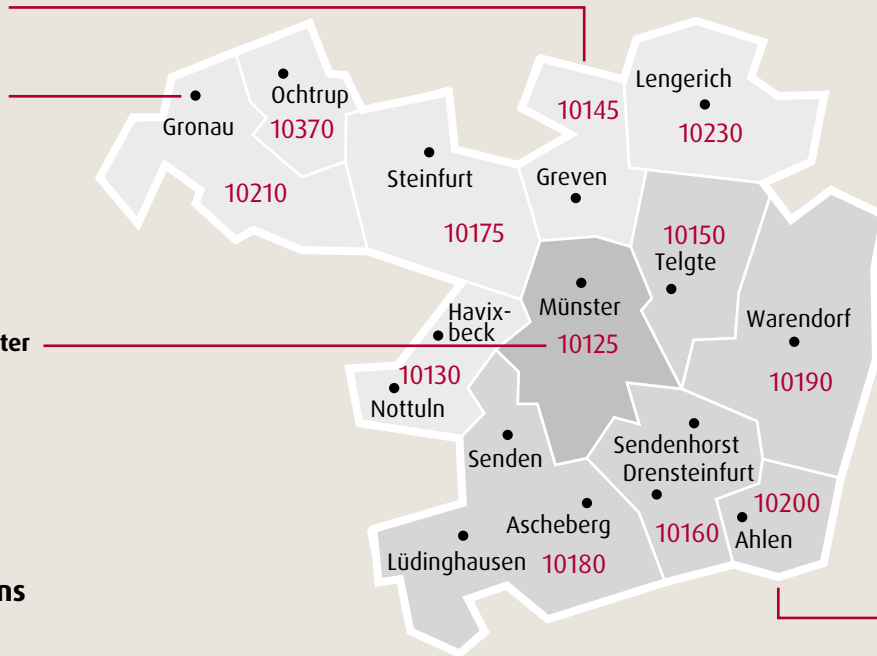 Lengerich
10230
Ochtrup
10370
Gronau
10145
Steinfurt
Greven
10210
10175
10150
Telgte
Havix-
beck
Münster
Warendorf
ter
10125
10130
10190
Nottuln
Senden
Sendenhorst
Drensteinfurt
10200
Ascheberg
10160
Ahlen
Lüdinghausen
10180
ns